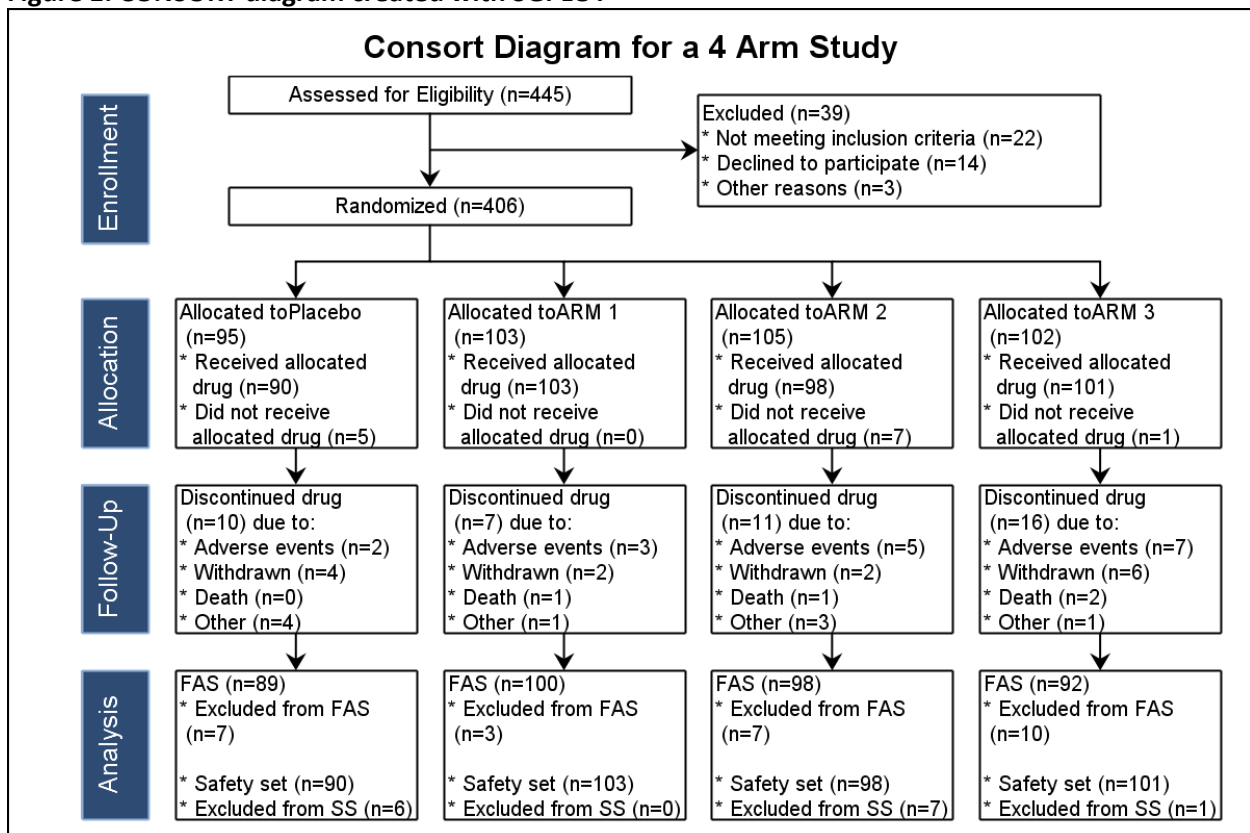 Consort Diagram for a 4 Arm Study
Enrollment
Assessed for Eligibility (n=445)
Excluded (n=39)
* Not meeting inclusion criteria (n=22)
* Declined to participate (n=14)
* Other reasons (n=3)
Randomized (n=406)
Allocation
Allocated toPlacebo
(n=95)
* Received allocated
drug (n=90)
* Did not receive
allocated drug (n=5)
Allocated toARM 1
(n=103)
* Received allocated
drug (n=103)
* Did not receive
allocated drug (n=0)
Allocated toARM 2
(n=105)
* Received allocated
drug (n=98)
* Did not receive
allocated drug (n=7)
Allocated toARM 3
(n=102)
* Received allocated
drug (n=101)
* Did not receive
allocated drug (n=1)
Follow-Up
Discontinued drug
(n=10) due to:
* Adverse events (n=2)
* Withdrawn (n=4)
* Death (n=0)
* Other (n=4)
Discontinued drug
(n=7) due to:
* Adverse events (n=3)
* Withdrawn (n=2)
* Death (n=1)
* Other (n=1)
Discontinued drug
(n=11) due to:
* Adverse events (n=5)
* Withdrawn (n=2)
* Death (n=1)
* Other (n=3)
Discontinued drug
(n=16) due to:
* Adverse events (n=7)
* Withdrawn (n=6)
* Death (n=2)
* Other (n=1)
Analysis
FAS (n=89)
* Excluded from FAS
(n=7)
* Safety set (n=90)
* Excluded from SS (n=6)
FAS (n=100)
* Excluded from FAS
(n=3)
* Safety set (n=103)
* Excluded from SS (n=0)
FAS (n=98)
* Excluded from FAS
(n=7)
* Safety set (n=98)
* Excluded from SS (n=7)
FAS (n=92)
* Excluded from FAS
(n=10)
* Safety set (n=101)
* Excluded from SS (n=1)